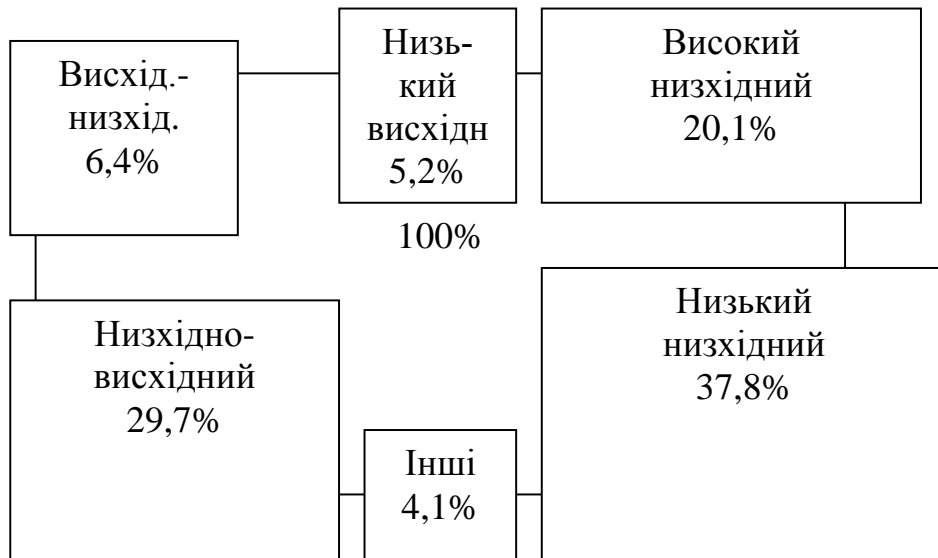 Висхід.-
низхід.
6,4%
Низь-
кий
висхідн
5,2%
Високий
низхідний
20,1%
100%
Низхідно-
висхідний
29,7%
Інші
4,1%
Низький
низхідний
37,8%